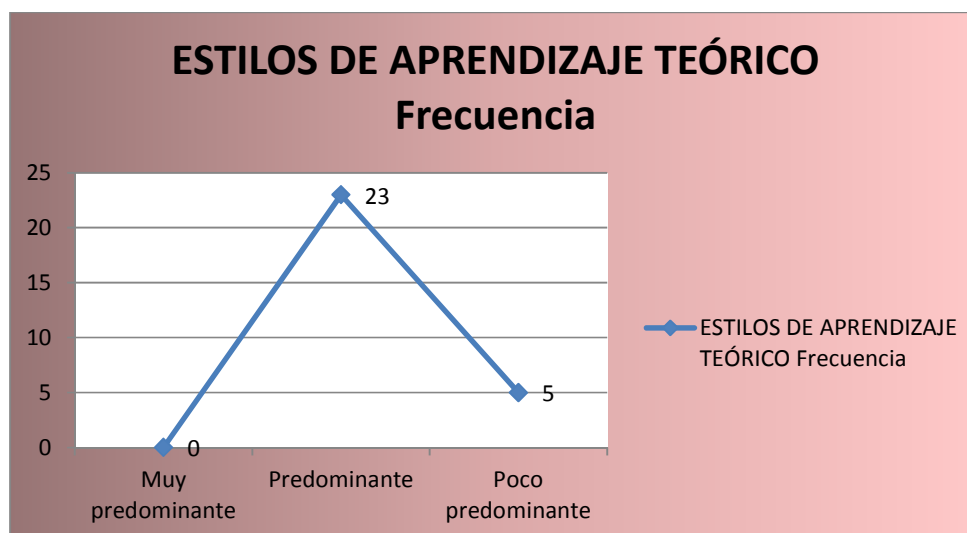 ESTILOS DE APRENDIZAJE TEÓRICO
Frecuencia
25
20
15
10
5
0
23
5
0
Muy
predominante
Predominante
Poco
predominante
ESTILOS DE APRENDIZAJE
TEÓRICO Frecuencia